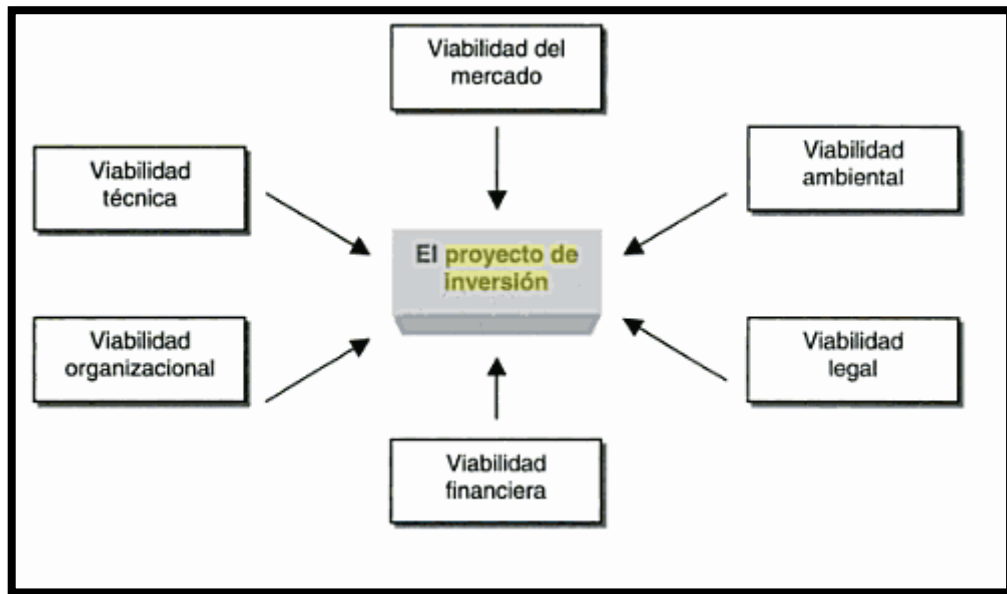 Viabilidad del
mercado
Viabilidad
técnica
Viabilidad
ambiental
El proyecto de
inversión
Viabilidad
organizacional
Viabilidad
legal
Viabilidad
financiera